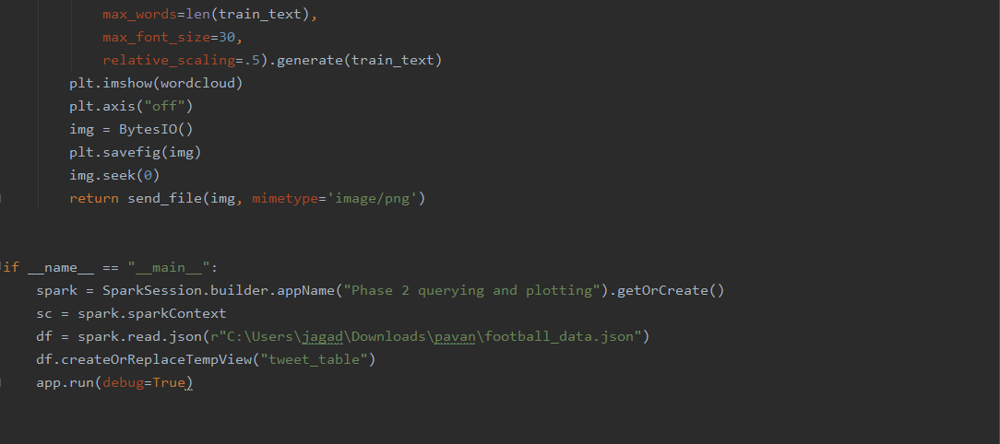 max_words=len(train_text),
max_font_size=30,
relative_scaling=.5).generate(train_text)
plt.imshow(wordcloud)
plt.axis("off")
img = BytesIO()
plt.savefig(img)
img.seek(0)
return send_file(img, mimetype='image/png')
if __name__ == "__main__":
spark = SparkSession.builder.appName("Phase 2 querying and plotting").getOrCreate()
sc = spark.sparkContext
df = spark.read.json(r"C:\Users\jagad\Downloads\pavan\football_data.json")
df.createOrReplaceTempView("tweet_table")
app.run(debug=True)